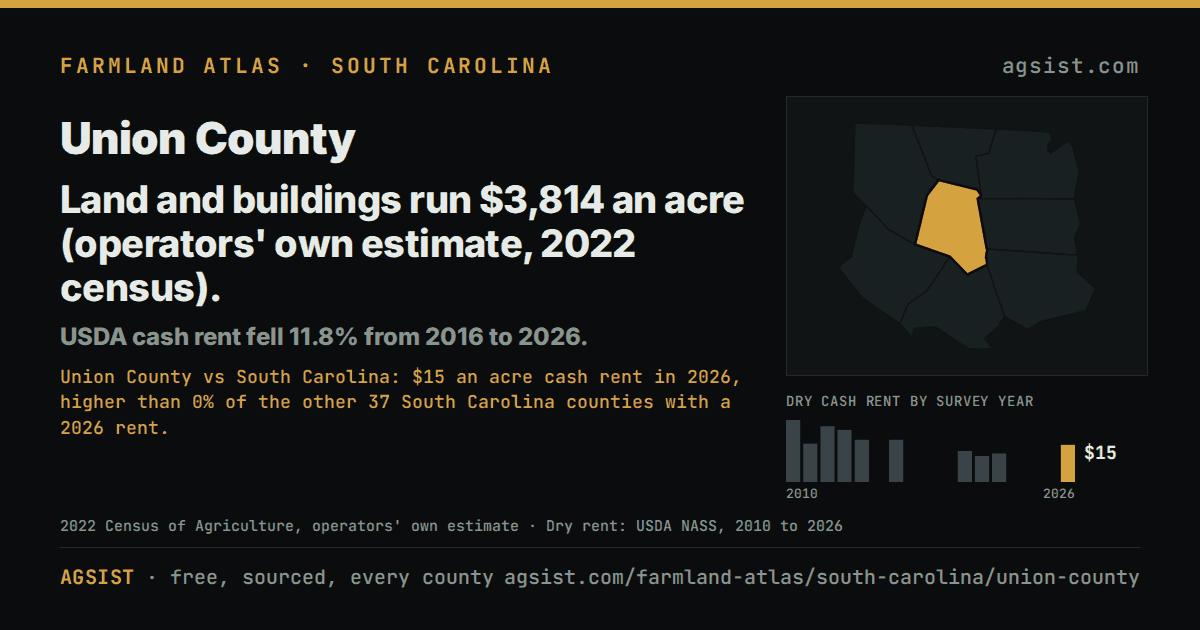 FARMLAND ATLAS · SOUTH CAROLINA
agsist.com
Union County
Land and buildings run $3,814 an acre
(operators' own estimate, 2022
census).
USDA cash rent fell 11.8% from 2016 to 2026.
Union County vs South Carolina: $15 an acre cash rent in 2026,
higher than 0% of the other 37 South Carolina counties with a
2026 rent.
DRY CASH RENT BY SURVEY YEAR
$15
2010 2026
2022 Census of Agriculture, operators' own estimate · Dry rent: USDA NASS, 2010 to 2026
AGSIST · free, sourced, every county agsist.com/farmland-atlas/south-carolina/union-county